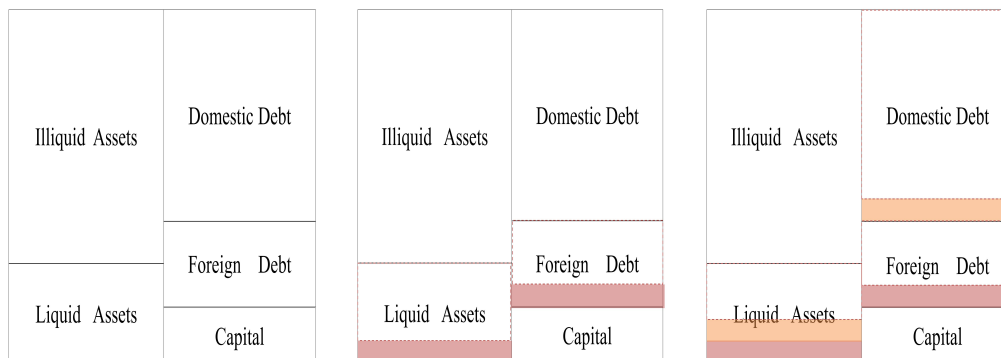 Domestic Debt
Illiquid Assets
Foreign Debt
Liquid Assets
Capital
Domestic Debt
Illiquid Assets
Foreign Debt
Liquid Assets
Capital
Domestic Debt
Illiquid Assets
Foreign Debt
Liquid Assets
Capital